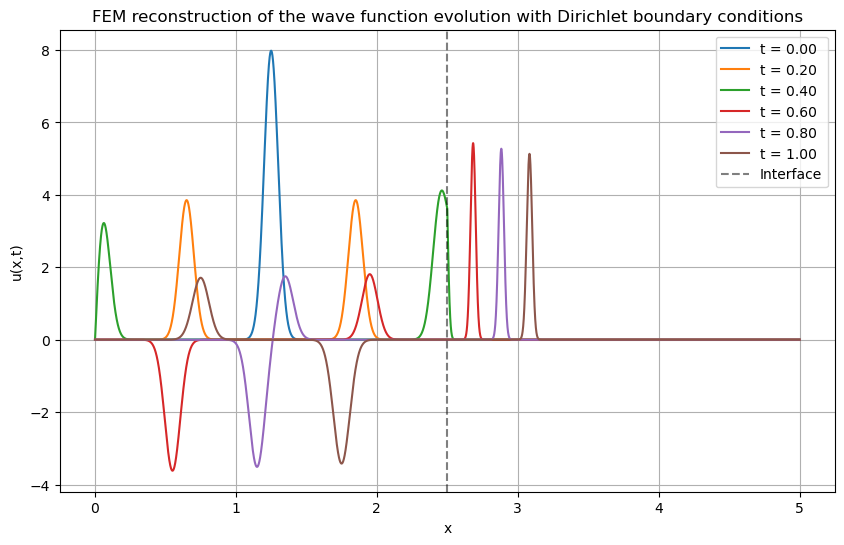 FEM reconstruction of the wave function evolution with Dirichlet boundary conditions
t = 0.00
t = 0.20
t = 0.40
t = 0.60
t = 0.80
t = 1.00
Interface
8
6
4
2
0
−2
−4
u(x,t)
0 1 2 3 4 5
x